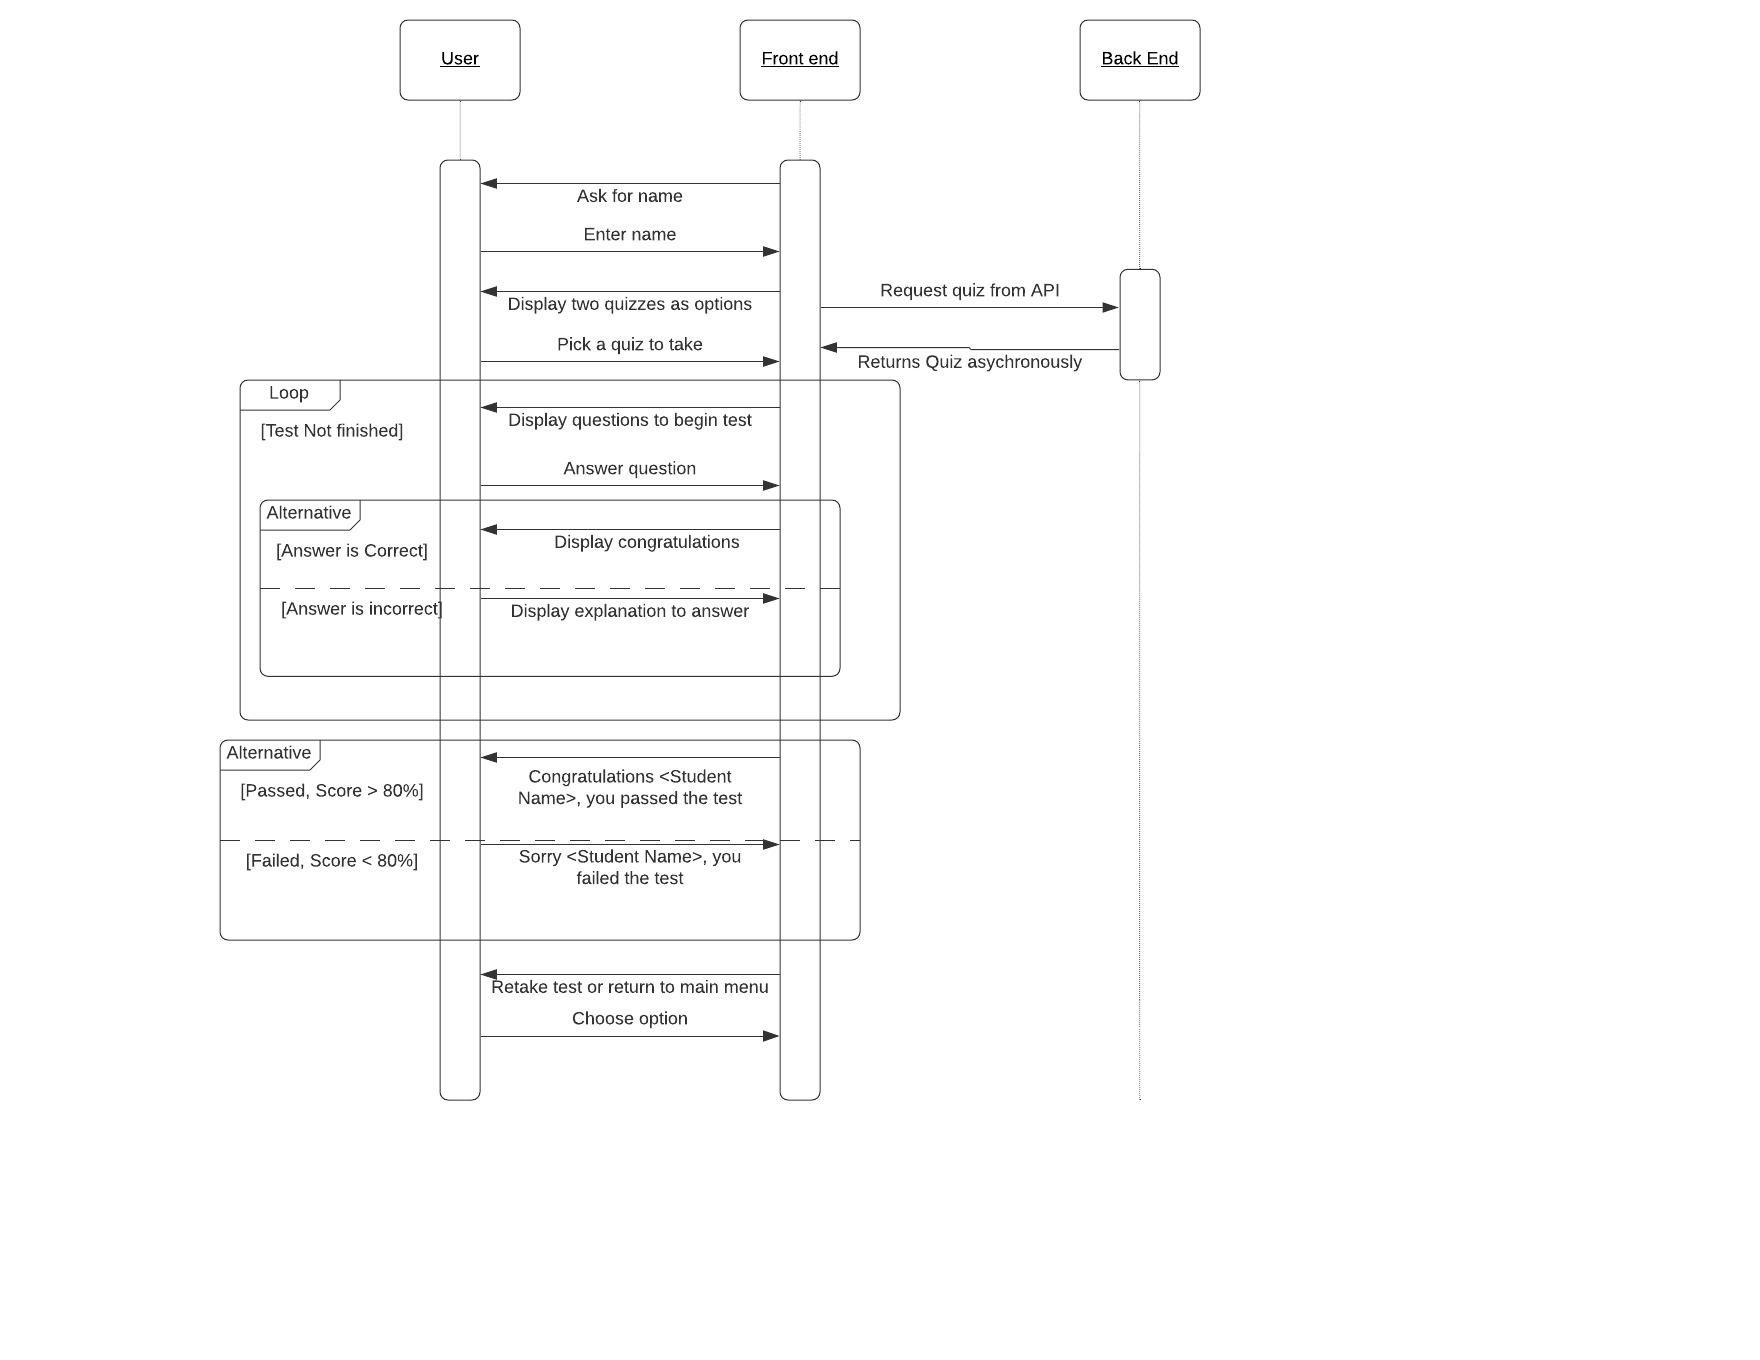 User
Front end
Back End
Ask for name
Enter name
Request quiz from API
Display two quizzes as options
Pick a quiz to take
Returns Quiz asychronously
Loop
Display questions to begin test
[Test Not finished]
Answer question
Alternative
Display congratulations
[Answer is Correct]
[Answer is incorrect]
Display explanation to answer
Alternative
Congratulations <Student
Name>, you passed the test
[Passed, Score > 80%]
Sorry <Student Name>, you
failed the test
[Failed, Score < 80%]
Retake test or return to main menu
Choose option